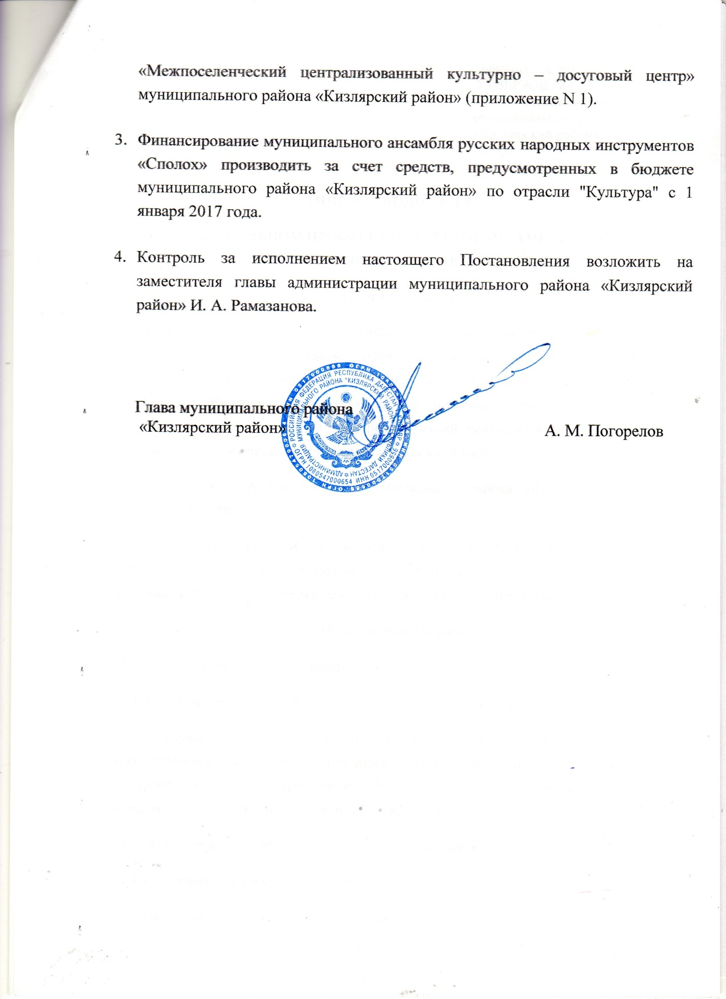 «Межпоселенческий централизованный культурно – досуговый центр»
муниципального района «Кизлярский район» (приложение N 1).
3. Финансирование муниципального ансамбля русских народных инструментов
«Сполох» производить за счет средств, предусмотренных в бюджете
муниципального района «Кизлярский район» по отрасли "Культура" с 1
января 2017 года.
4. Контроль за исполнением настоящего Постановления возложить на
заместителя главы администрации муниципального района «Кизлярский
район» И. А. Рамазанова.
Глава муниципального района
«Кизлярский район»
А. М. Погорелов
РОССИЙСКАЯ ФЕДЕРАЦИЯ РЕСПУБЛИКА ДАГЕСТАН
ОГРН 1080547000654 ИНН 0517000656
АДМИНИСТРАЦИЯ МУНИЦИПАЛЬНОГО РАЙОНА "КИЗЛЯРСКИЙ РАЙОН" РЕСПУБЛИКИ ДАГЕСТАН